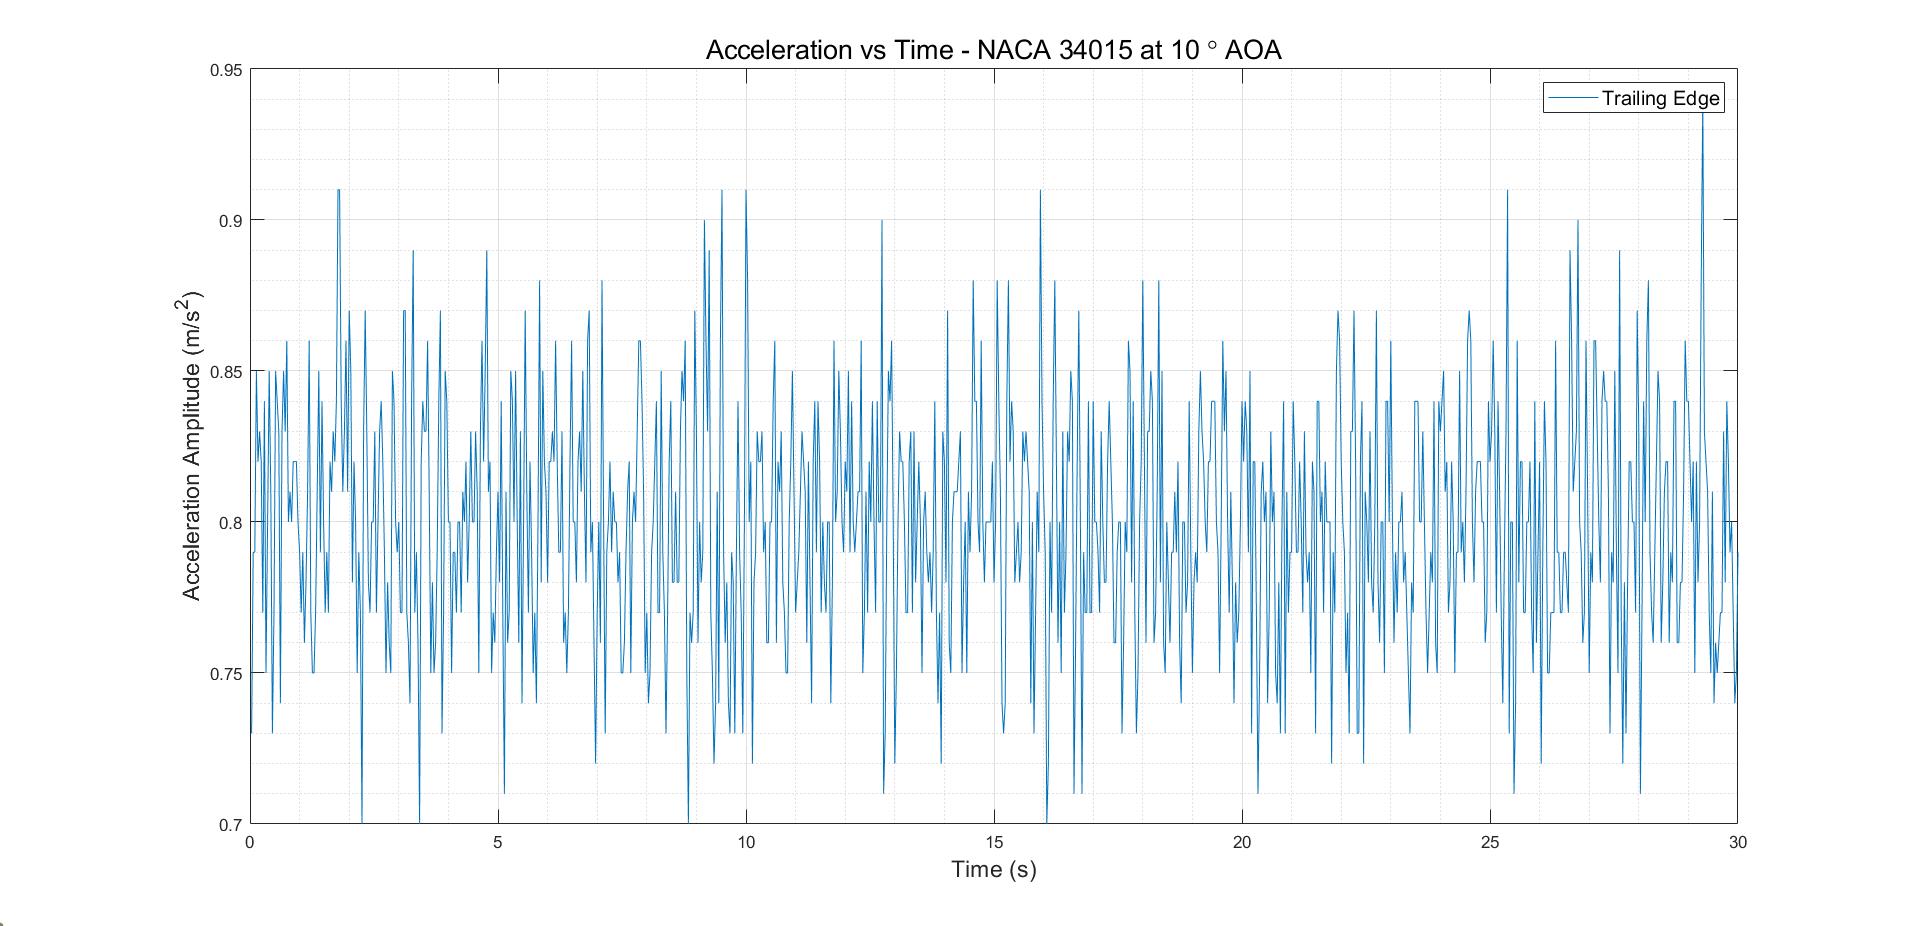 Acceleration vs Time - NACA 34015 at 10 ° AOA
Trailing Edge
Acceleration Amplitude (m/s²)
0.95
0.9
0.85
0.8
0.75
0.7
0 5 10 15 20 25 30
Time (s)